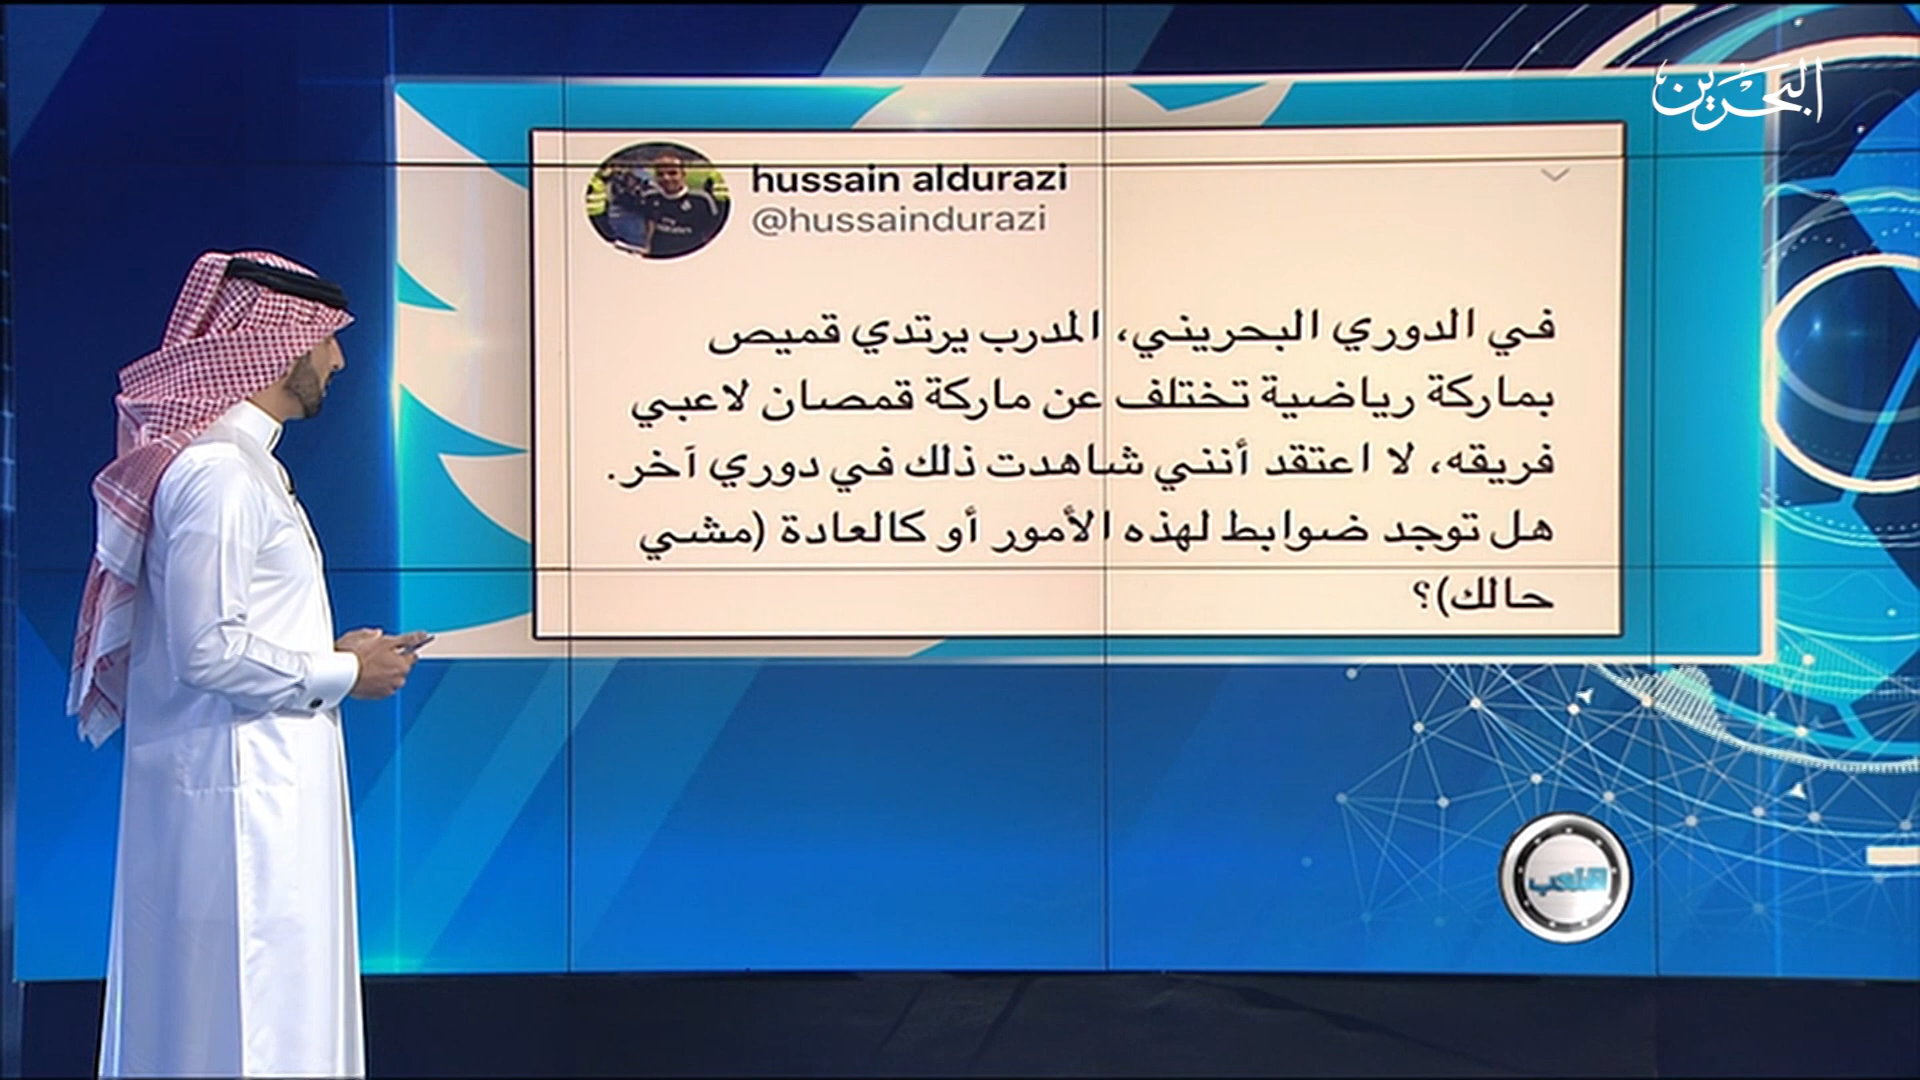 البحرين
hussain aldurazi
@hussaindurazi
في الدوري البحريني، المدرب يرتدي قميص
بماركة رياضية تختلف عن ماركة قمصان لاعبي
فريقه، لا اعتقد أنني شاهدت ذلك في دوري آخر.
هل توجد ضوابط لهذه الأمور أو كالعادة (مشي
حالك)؟